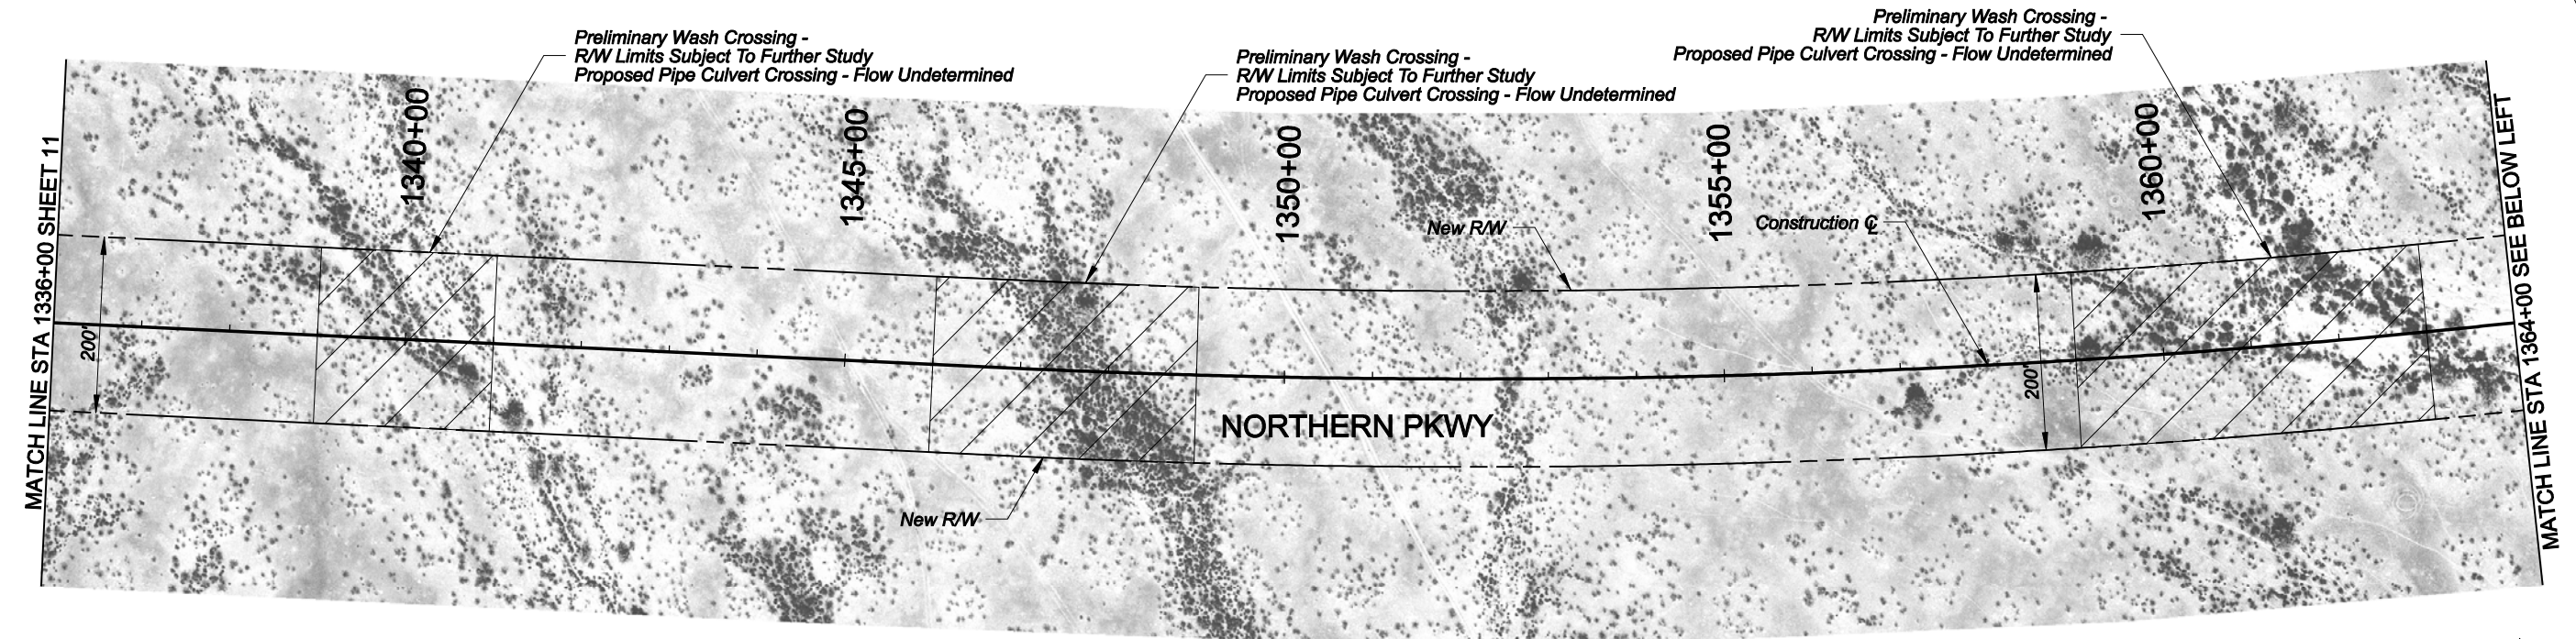 Preliminary Wash Crossing -
R/W Limits Subject To Further Study
Proposed Pipe Culvert Crossing - Flow Undetermined
Preliminary Wash Crossing -
R/W Limits Subject To Further Study
Proposed Pipe Culvert Crossing - Flow Undetermined
Preliminary Wash Crossing -
R/W Limits Subject To Further Study
Proposed Pipe Culvert Crossing - Flow Undetermined
MATCH LINE STA 1336+00 SHEET 11
1340+00
1345+00
1350+00
1355+00
1360+00
MATCH LINE STA 1364+00 SEE BELOW LEFT
New R/W
Construction ℄
200'
200'
NORTHERN PKWY
New R/W